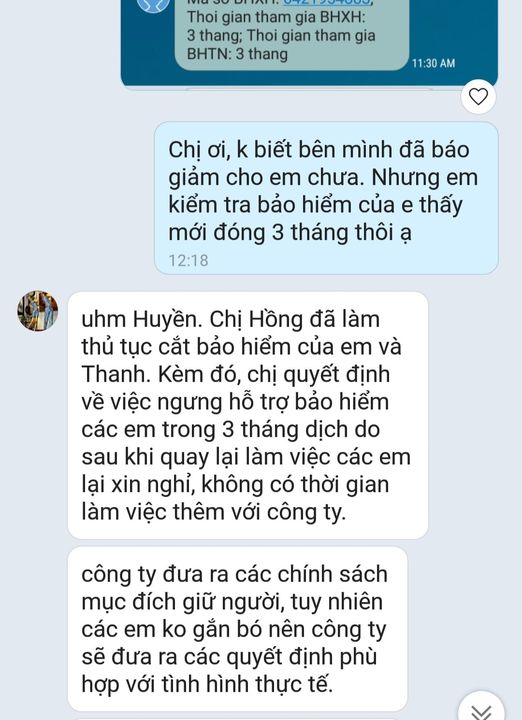 Thoi gian tham gia BHXH:
3 thang; Thoi gian tham gia
BHTN: 3 thang
11:30 AM
Chị ơi, k biết bên mình đã báo
giảm cho em chưa. Nhưng em
kiểm tra bảo hiểm của e thấy
mới đóng 3 tháng thôi ạ
12:18
uhm Huyền. Chị Hồng đã làm
thủ tục cắt bảo hiểm của em và
Thanh. Kèm đó, chị quyết định
về việc ngưng hỗ trợ bảo hiểm
các em trong 3 tháng dịch do
sau khi quay lại làm việc các em
lại xin nghỉ, không có thời gian
làm việc thêm với công ty.
công ty đưa ra các chính sách
mục đích giữ người, tuy nhiên
các em ko gắn bó nên công ty
sẽ đưa ra các quyết định phù
hợp với tình hình thực tế.